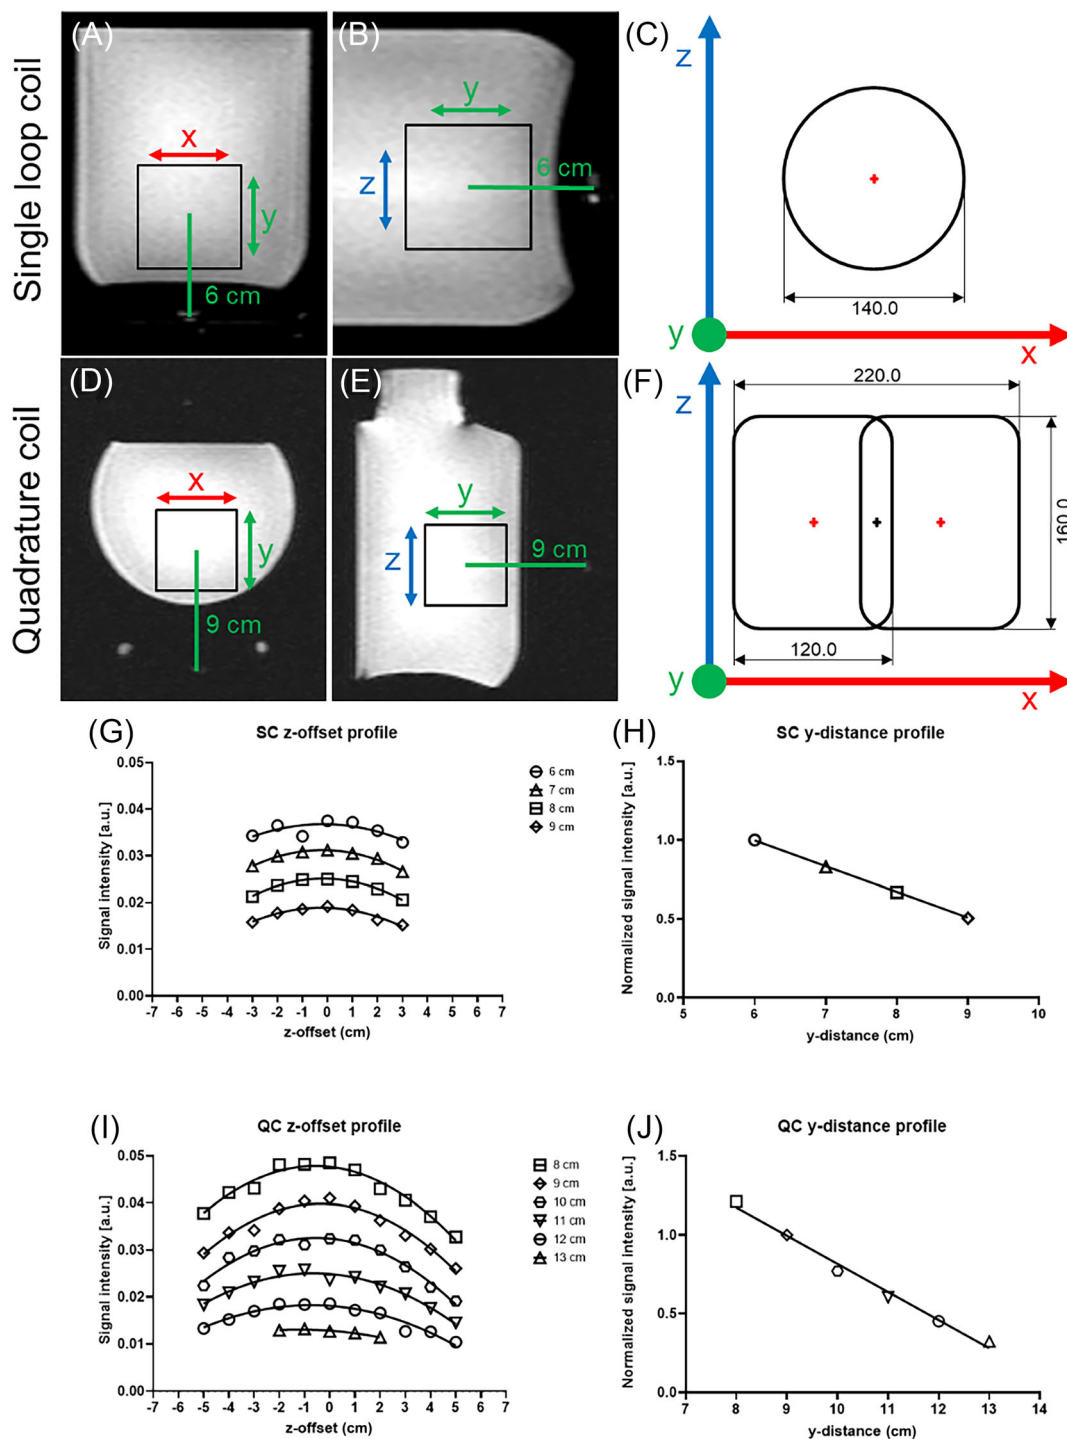 Single loop coil
(A)
x
y
6 cm
(B)
y
z
6 cm
(C)
z
140.0
y
x
Quadrature coil
(D)
x
y
9 cm
(E)
y
z
9 cm
(F)
z
220.0
160.0
120.0
y
x
(G)
SC z-offset profile
Signal intensity [a.u.]
0.05
0.04
0.03
0.02
0.01
0.00
-7 -6 -5 -4 -3 -2 -1 0 1 2 3 4 5 6 7
z-offset (cm)
6 cm
7 cm
8 cm
9 cm
(H)
SC y-distance profile
Normalized signal intensity [a.u.]
1.5
1.0
0.5
0.0
5 6 7 8 9 10
y-distance (cm)
(I)
QC z-offset profile
Signal intensity [a.u.]
0.05
0.04
0.03
0.02
0.01
0.00
-7 -6 -5 -4 -3 -2 -1 0 1 2 3 4 5 6 7
z-offset (cm)
8 cm
9 cm
10 cm
11 cm
12 cm
13 cm
(J)
QC y-distance profile
Normalized signal intensity [a.u.]
1.5
1.0
0.5
0.0
7 8 9 10 11 12 13 14
y-distance (cm)